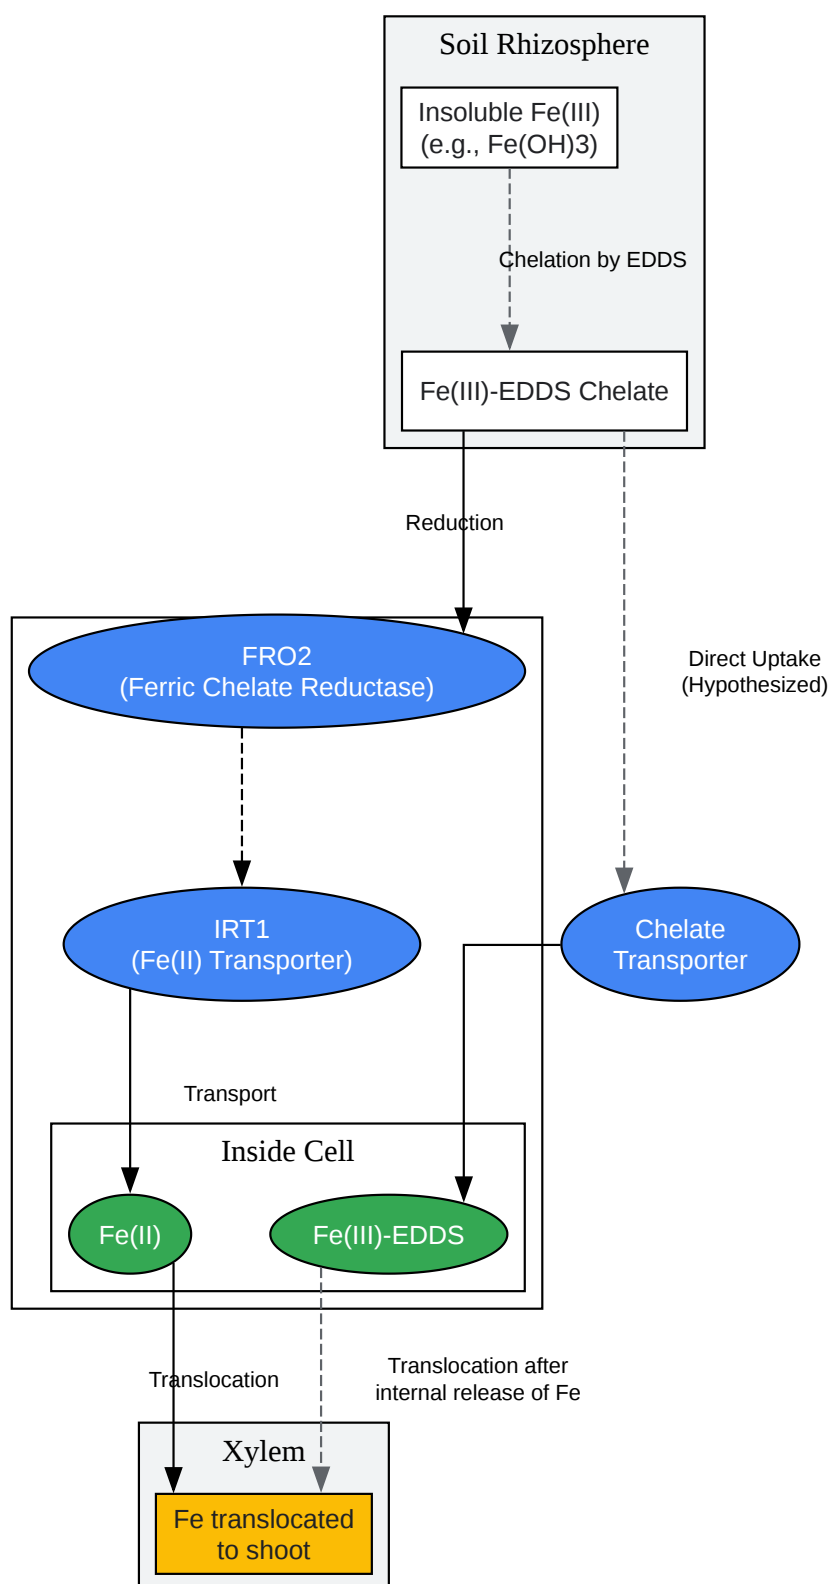 Soil Rhizosphere
Insoluble Fe(III)
(e.g., Fe(OH)3)
Chelation by EDDS
Fe(III)-EDDS Chelate
Reduction
FRO2
(Ferric Chelate Reductase)
Direct Uptake
(Hypothesized)
IRT1
(Fe(II) Transporter)
Chelate
Transporter
Transport
Inside Cell
Fe(II)
Fe(III)-EDDS
Translocation
Translocation after
internal release of Fe
Xylem
Fe translocated
to shoot